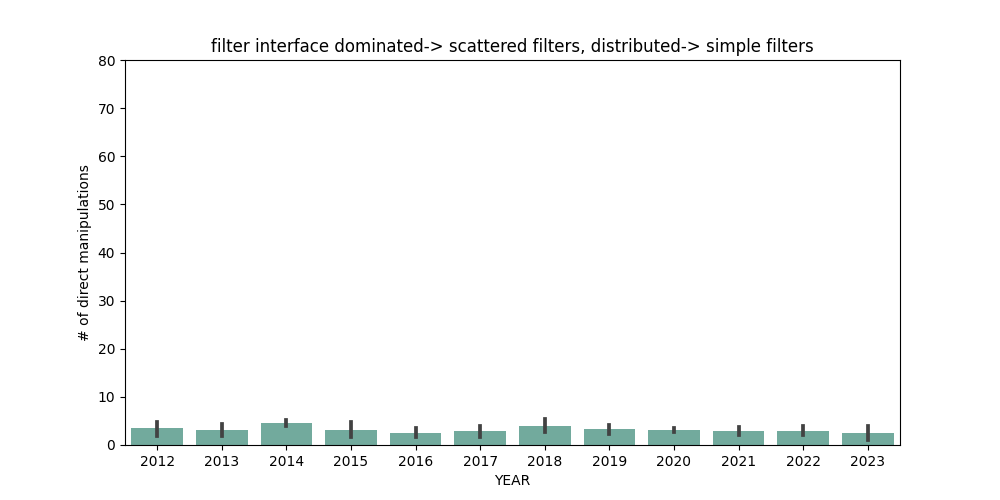 filter interface dominated-> scattered filters, distributed-> simple filters
80
70
60
50
40
30
20
10
0
# of direct manipulations
2012 2013 2014 2015 2016 2017 2018 2019 2020 2021 2022 2023
YEAR